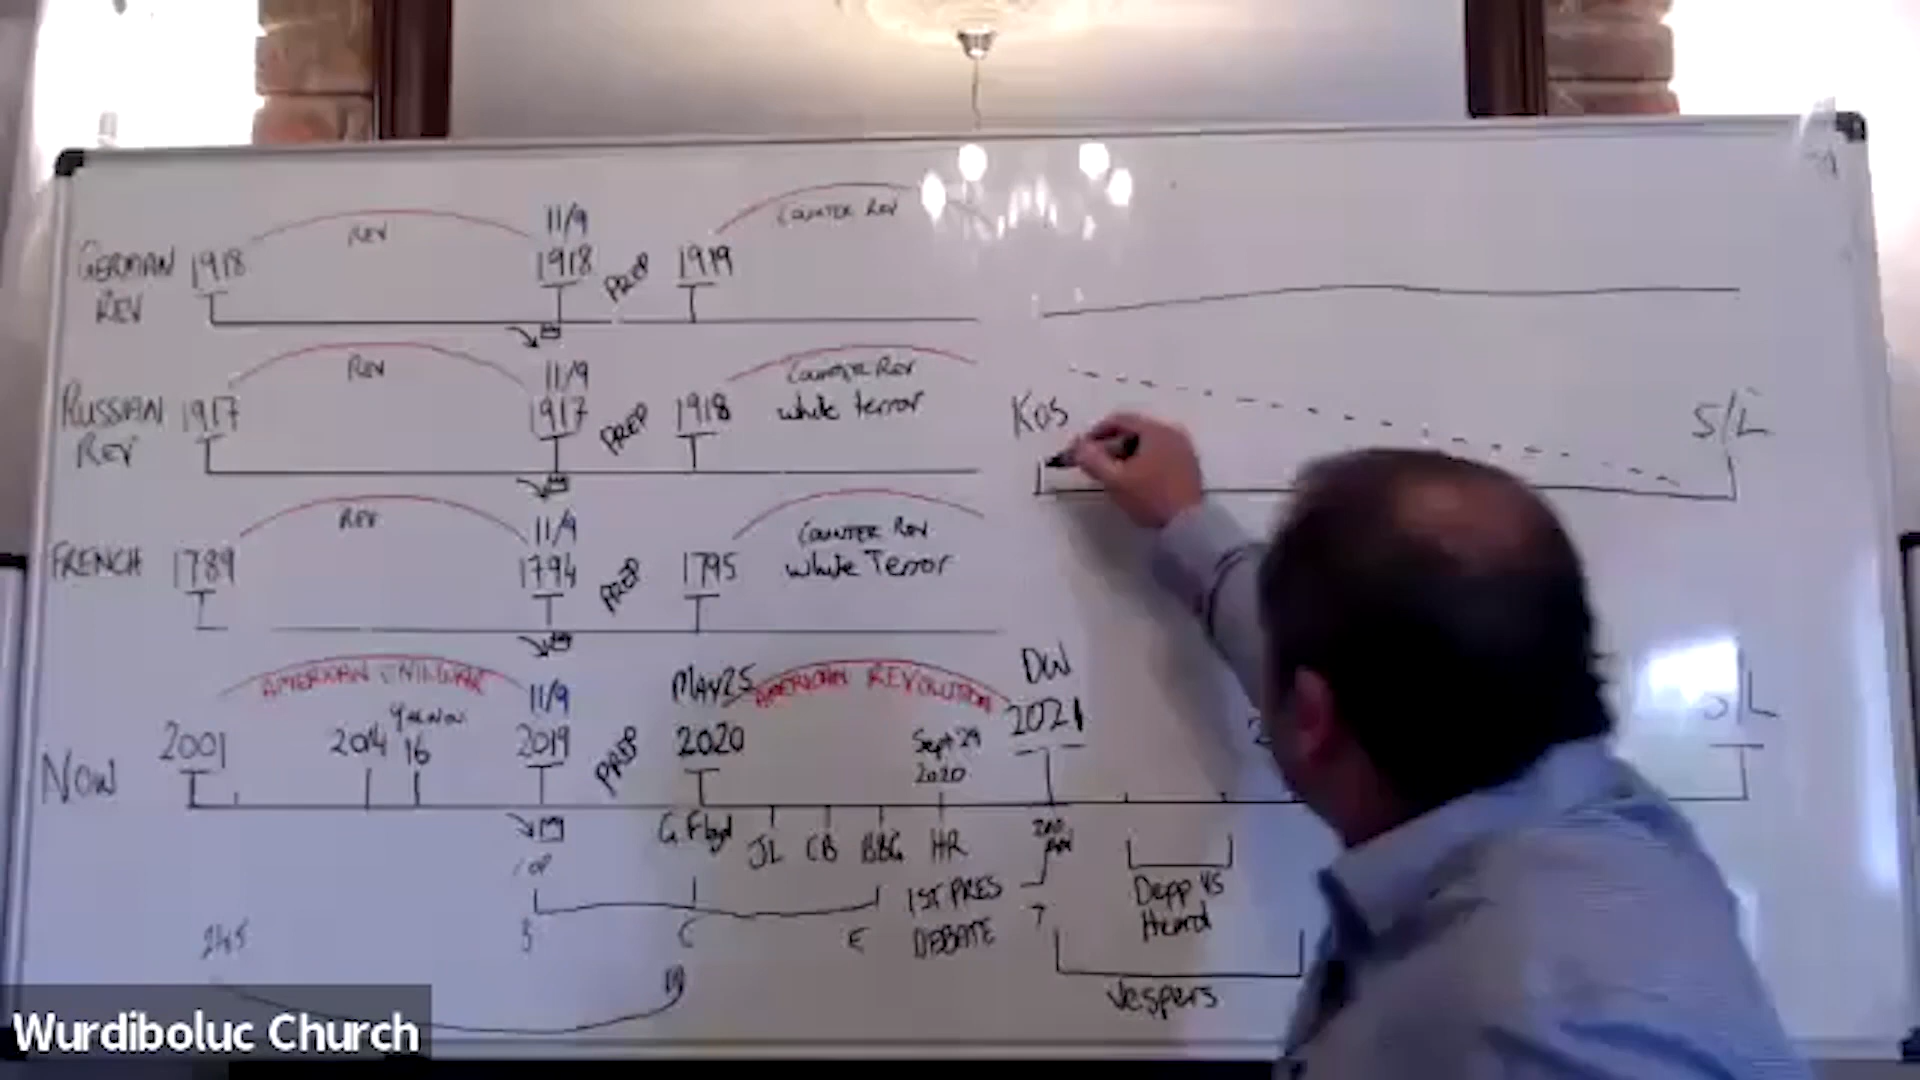 11/9
COUNTER REV
REV
GERMAN 1918 1918 PREP 1919
REV
REV
11/9
COUNTER REV
RUSSIAN 1917 1917 PREP 1918 white terror
REV
KOS S/L
REV
11/9
COUNTER REV
FRENCH 1789 1794 PREP 1795 white Terror
AMERICAN CIVIL WAR 11/9 MAY 25 AMERICAN REVOLUTION DW
2001 2014 16 2019 PREP 2020 Sept 29 2021
2020
NOW
G. Floyd JL CB BBG HR
1ST PRES
DEBATE
Depp vs
Heard
C E
Vespers
Wurdiboluc Church